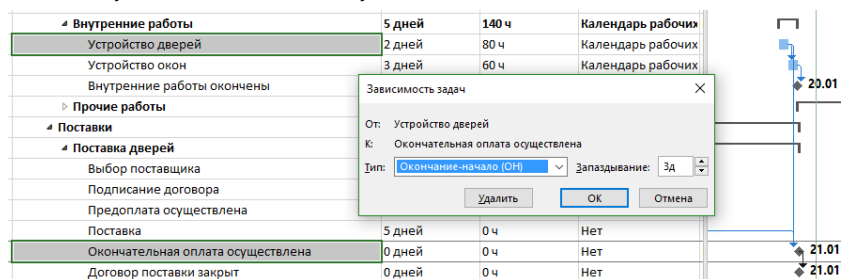 Внутренние работы 5 дней 140 ч Календарь рабочих
Устройство дверей 2 дней 80 ч Календарь рабочих
Устройство окон 3 дней 60 ч Календарь рабочих
Внутренние работы окончены 20.01
Прочие работы
Поставки
Поставка дверей
Выбор поставщика
Подписание договора
Предоплата осуществлена
Поставка 5 дней 0 ч Нет
Окончательная оплата осуществлена 0 дней 0 ч Нет 21.01
Договор поставки закрыт 0 дней 0 ч Нет 21.01
Зависимость задач
От: Устройство дверей
К: Окончательная оплата осуществлена
Тип: Окончание-начало (ОН) Запаздывание: 3д
Удалить ОК Отмена